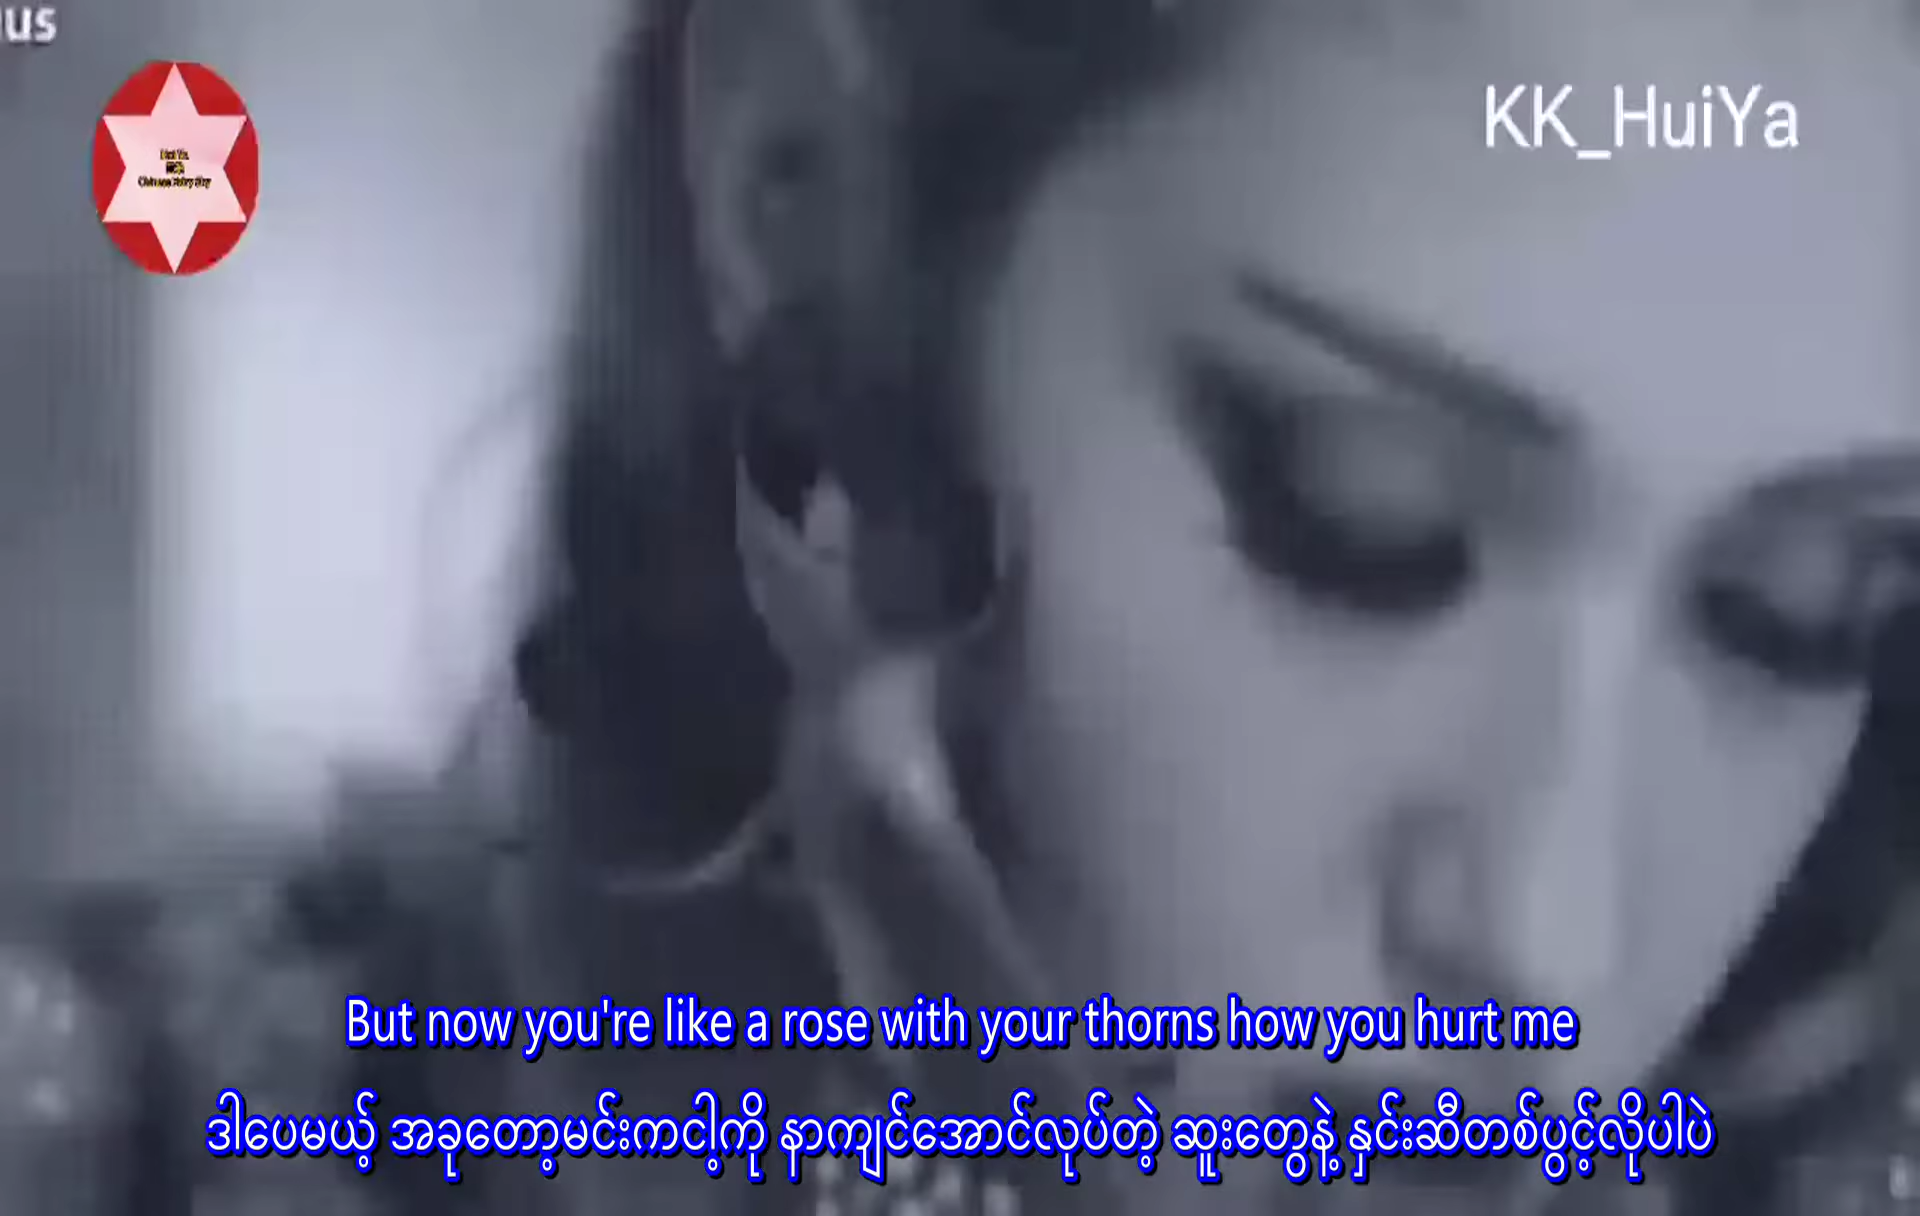 KK_HuiYa
But now you're like a rose with your thorns how you hurt me
ဒါပေမယ့် အခုတော့မင်းကငါ့ကို နာကျင်အောင်လုပ်တဲ့ ဆူးတွေနဲ့ နှင်းဆီတစ်ပွင့်လိုပါပဲ